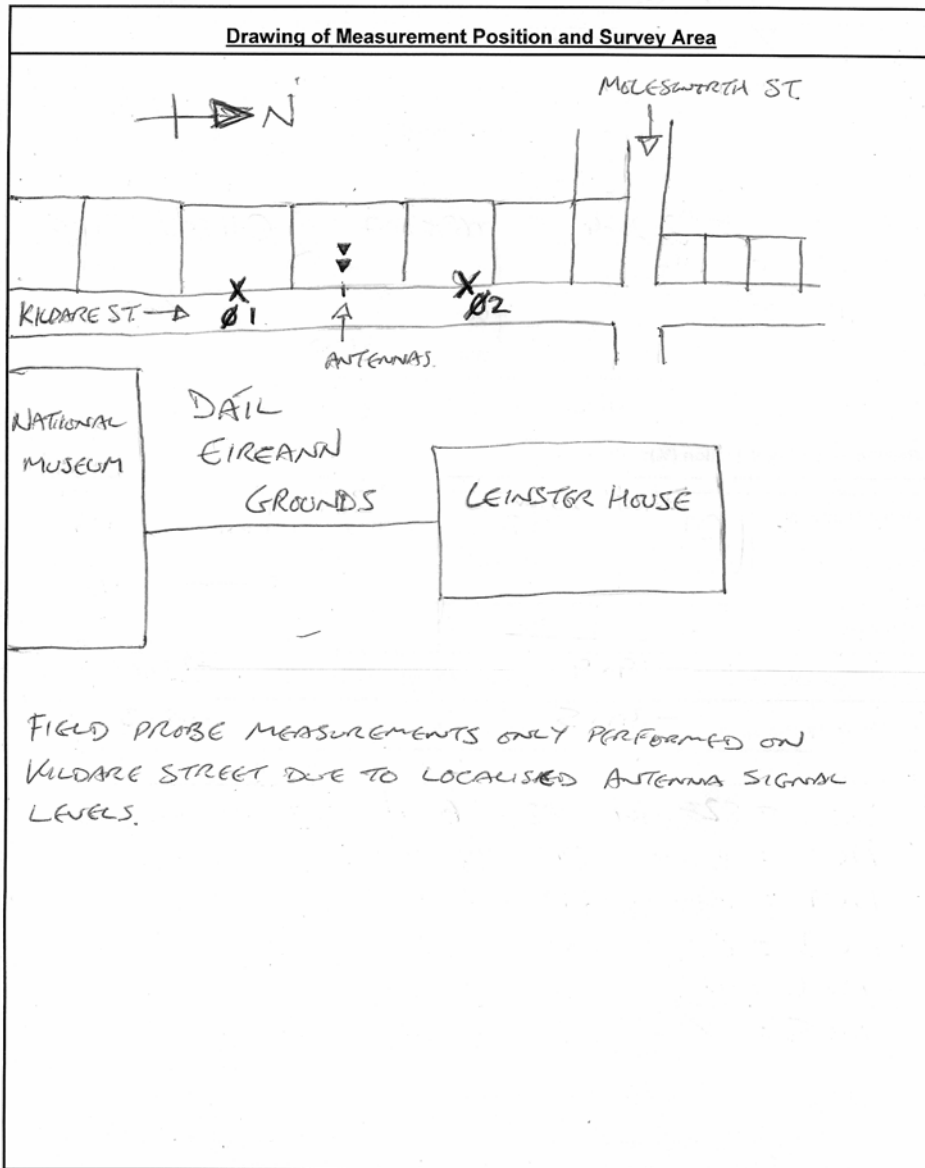 Drawing of Measurement Position and Survey Area
N
MOLESWORTH ST.
KILDARE ST.
Ø1
Ø2
ANTENNAS.
NATIONAL
MUSEUM
DÁIL
EIREANN
GROUNDS
LEINSTER HOUSE
FIELD PROBE MEASUREMENTS ONLY PERFORMED ON
KILDARE STREET DUE TO LOCALISED ANTENNA SIGNAL
LEVELS.